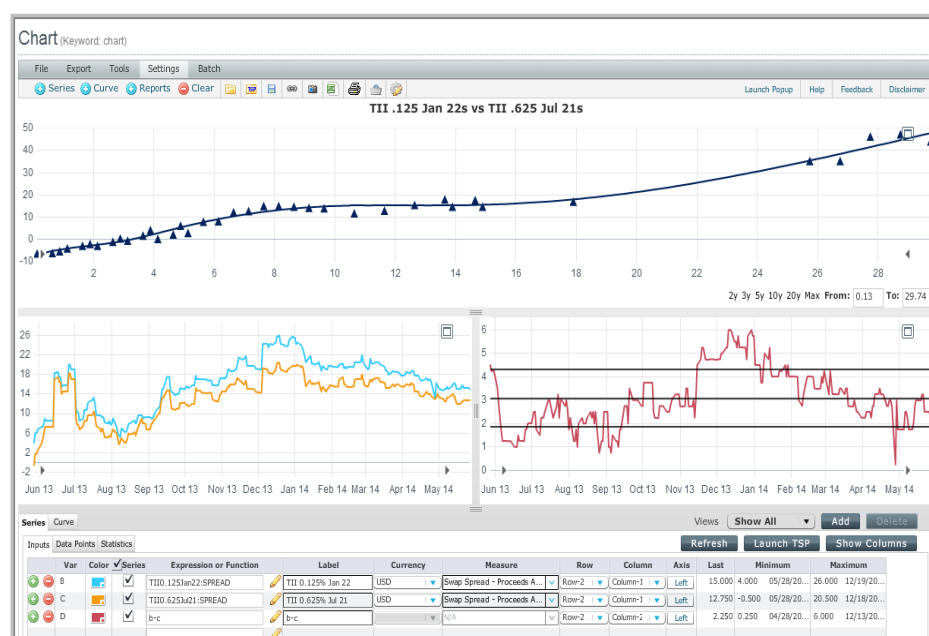 Chart (Keyword: chart)
File Export Tools Settings Batch
Series Curve Reports Clear Launch Popup Help Feedback Disclaimer
TII .125 Jan 22s vs TII .625 Jul 21s
50
40
30
20
10
0
-10
2 4 6 8 10 12 14 16 18 20 22 24 26 28
2y 3y 5y 10y 20y Max From: 0.13 To: 29.74
26
22
18
14
10
6
2
-2
Jun 13 Jul 13 Aug 13 Sep 13 Oct 13 Nov 13 Dec 13 Jan 14 Feb 14 Mar 14 Apr 14 May 14
6
5
4
3
2
1
0
Jun 13 Jul 13 Aug 13 Sep 13 Oct 13 Nov 13 Dec 13 Jan 14 Feb 14 Mar 14 Apr 14 May 14
Series Curve Views Show All Add Delete
Inputs Data Points Statistics Refresh Launch TSP Show Columns
Var Color Series Expression or Function Label Currency Measure Row Column Axis Last Minimum Maximum
B TII0.125Jan22:SPREAD TII 0.125% Jan 22 USD Swap Spread - Proceeds A... Row-2 Column-1 Left 15.000 4.000 05/28/20... 26.000 12/19/20...
C TII0.625Jul21:SPREAD TII 0.625% Jul 21 USD Swap Spread - Proceeds A... Row-2 Column-1 Left 12.750 -0.500 05/28/20... 20.500 12/18/20...
D b-c b-c N/A Row-2 Column-2 Left 2.250 0.250 04/28/20... 6.000 12/13/20...